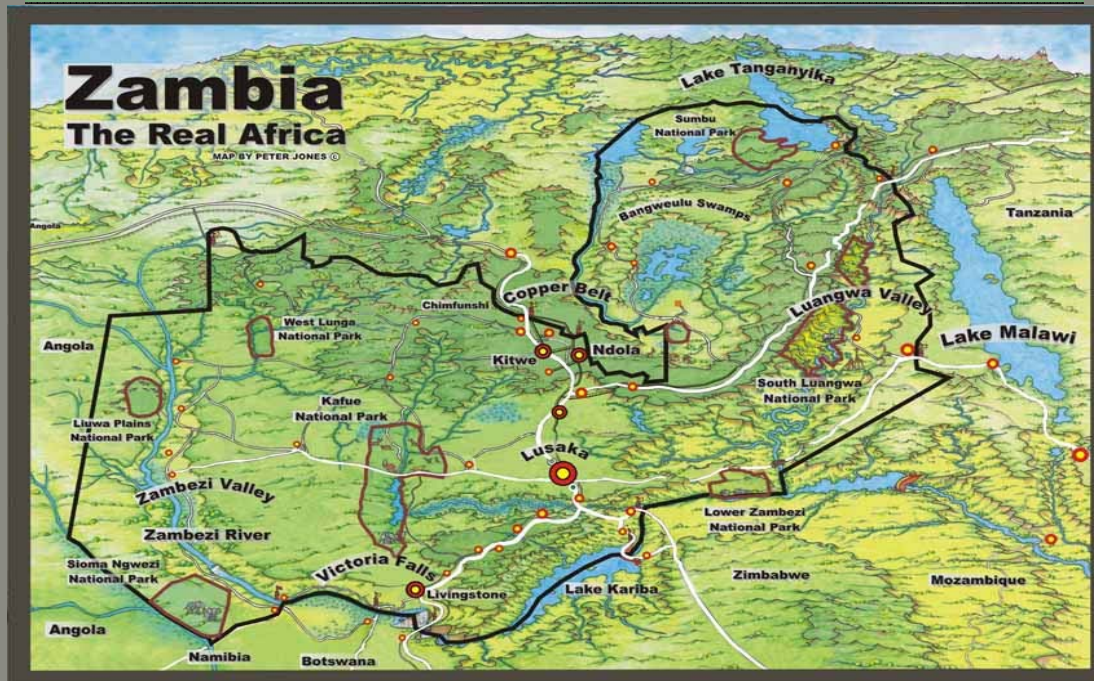 Zambia
The Real Africa
MAP BY PETER JONES ©
Lake Tanganyika
Sumbu
National Park
Bangweulu Swamps
Tanzania
Angola
Copper Belt
Chimfunshi
Luangwa Valley
West Lunga
National Park
Kitwe
Ndola
Lake Malawi
Angola
South Luangwa
National Park
Kafue
National Park
Liuwa Plains
National Park
Lusaka
Zambezi Valley
Lower Zambezi
National Park
Zambezi River
Sioma Ngwezi
National Park
Victoria Falls
Livingstone
Lake Kariba
Zimbabwe
Mozambique
Angola
Namibia
Botswana